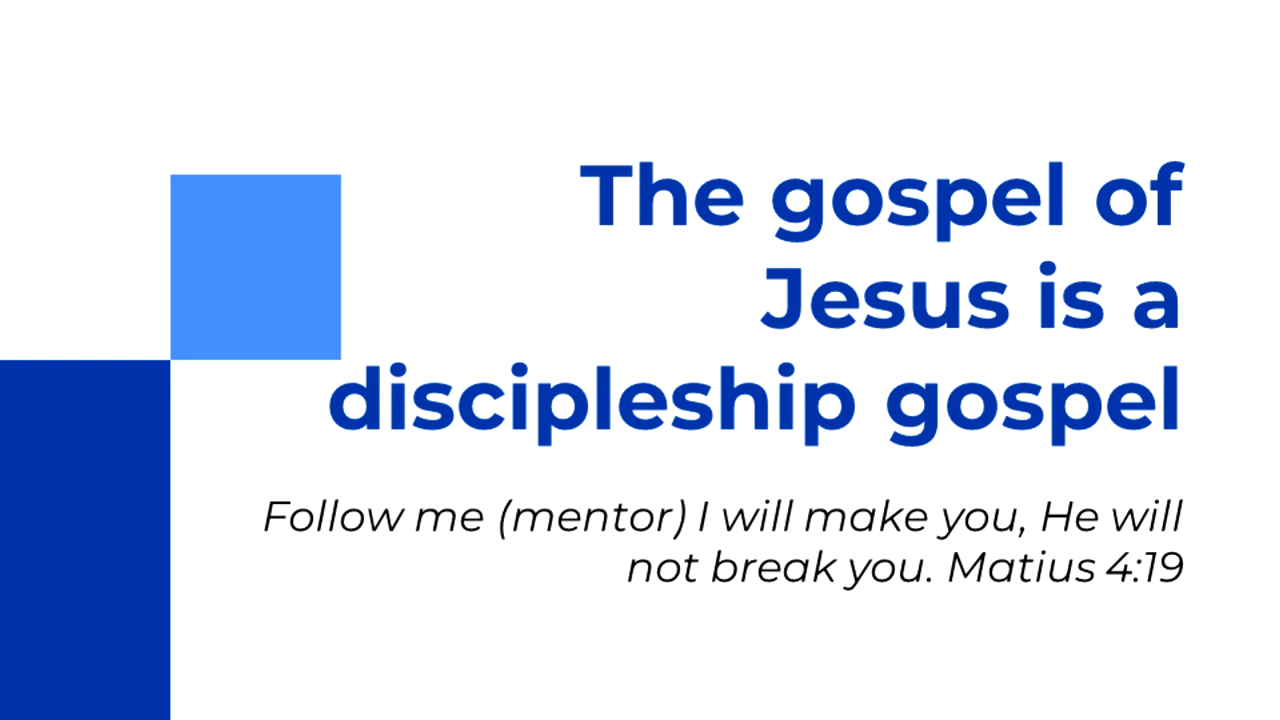 The gospel of
Jesus is a
discipleship gospel
Follow me (mentor) I will make you, He will
not break you. Matius 4:19